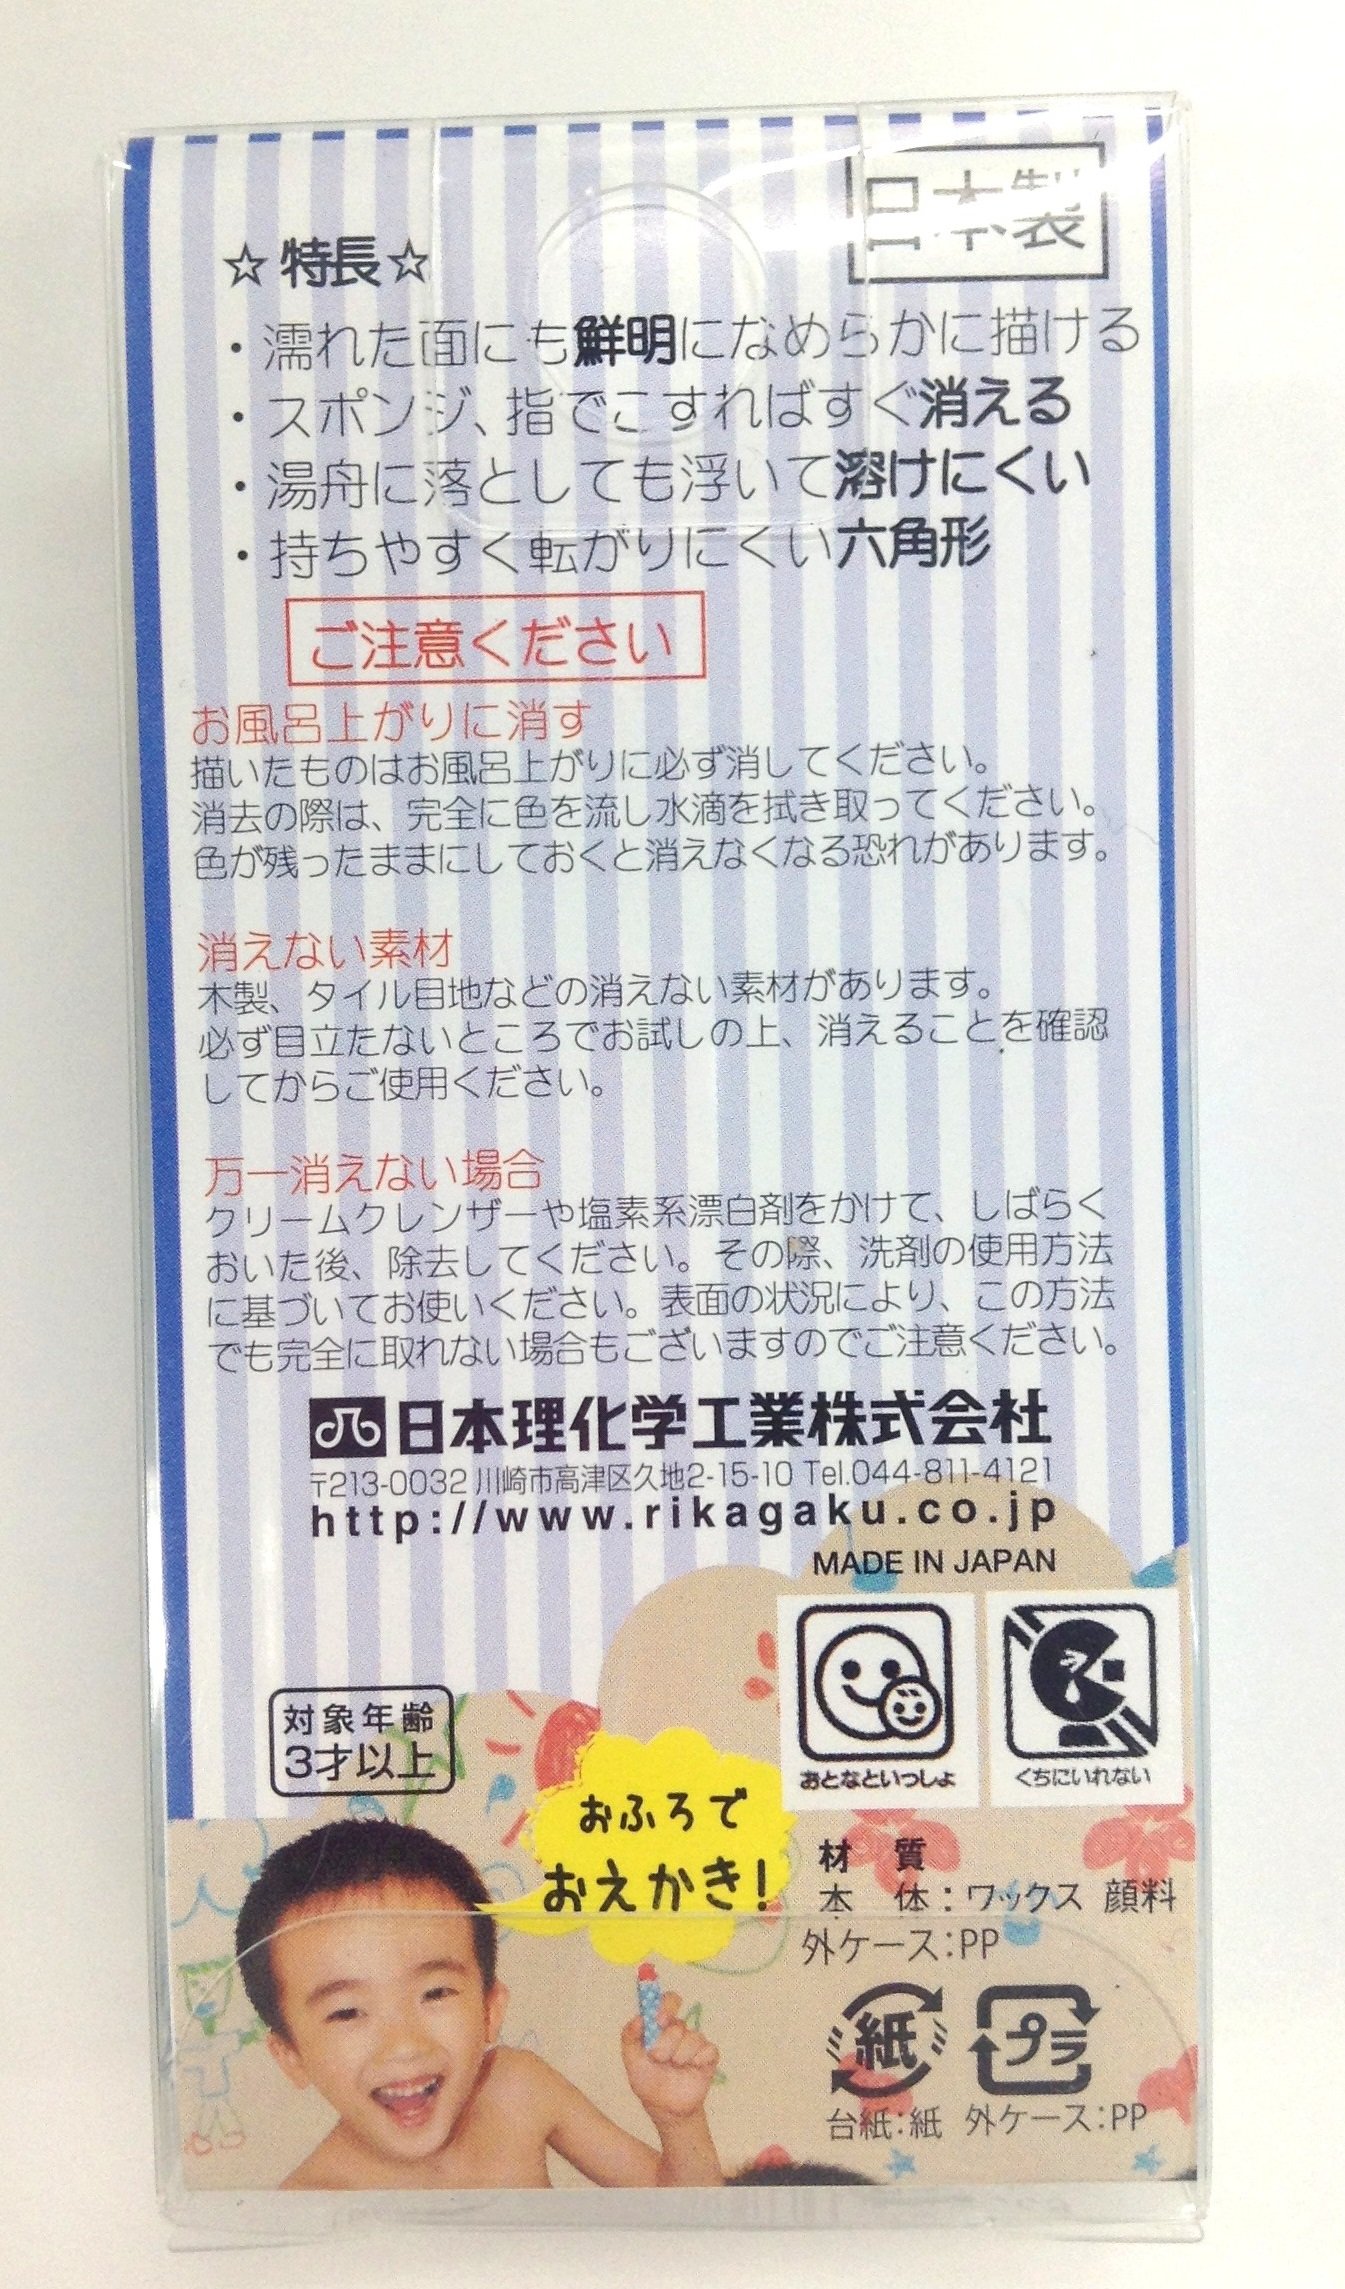 日本製
☆特長☆
・濡れた面にも鮮明になめらかに描ける
・スポンジ、指でこすればすぐ消える
・湯舟に落としても浮いて溶けにくい
・持ちやすく転がりにくい六角形
ご注意ください
お風呂上がりに消す
描いたものはお風呂上がりに必ず消してください。
消去の際は、完全に色を流し水滴を拭き取ってください。
色が残ったままにしておくと消えなくなる恐れがあります。
消えない素材
木製、タイル目地などの消えない素材があります。
必ず目立たないところでお試しの上、消えることを確認
してからご使用ください。
万一消えない場合
クリームクレンザーや塩素系漂白剤をかけて、しばらく
おいた後、除去してください。その際、洗剤の使用方法
に基づいてお使いください。表面の状況により、この方法
でも完全に取れない場合もございますのでご注意ください。
日本理化学工業株式会社
〒213-0032 川崎市高津区久地2-15-10 Tel.044-811-4121
http://www.rikagaku.co.jp
MADE IN JAPAN
おとなといっしょ
くちにいれない
対象年齢
3才以上
おふろで
おえかき!
材 質
本 体:ワックス 顔料
外ケース:PP
紙
プラ
台紙:紙 外ケース:PP